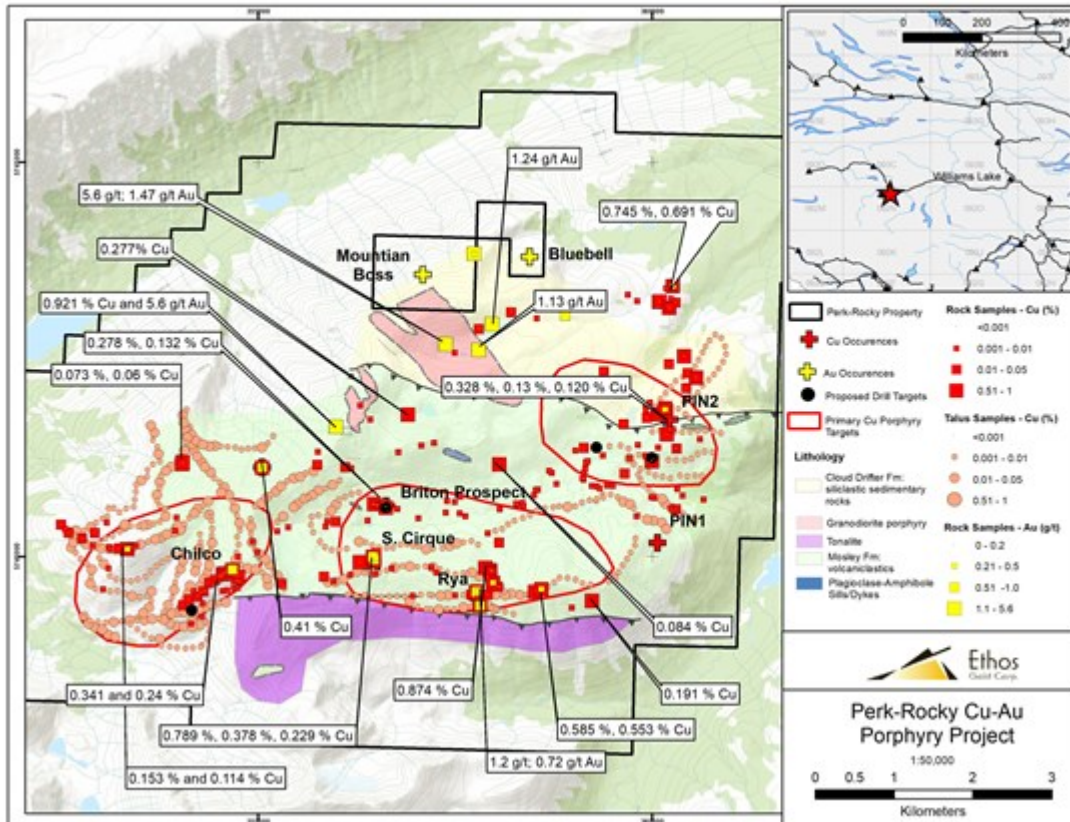 1.24 g/t Au
5.6 g/t; 1.47 g/t Au
0.745 %, 0.691 % Cu
0.277% Cu
Mountian
Boss
Bluebell
0.921 % Cu and 5.6 g/t Au
1.13 g/t Au
0.278 %, 0.132 % Cu
0.073 %, 0.06 % Cu
0.328 %, 0.13 %, 0.120 % Cu
PIN2
Briton Prospect
PIN1
S. Cirque
Chilco
Rya
0.41 % Cu
0.084 % Cu
0.341 and 0.24 % Cu
0.874 % Cu
0.191 % Cu
0.789 %, 0.378 %, 0.229 % Cu
0.585 %, 0.553 % Cu
1.2 g/t; 0.72 g/t Au
0.153 % and 0.114 % Cu
0 100 200 400
Kilometers
Williams Lake
Perk-Rocky Property
Cu Occurences
Au Occurences
Proposed Drill Targets
Primary Cu Porphyry
Targets
Lithology
Cloud Drifter Fm:
siliclastic sedimentary
rocks
Granodiorite porphyry
Tonalite
Mosley Fm:
volcaniclastics
Plagioclase-Amphibole
Sills/Dykes
Rock Samples - Cu (%)
<0.001
0.001 - 0.01
0.01 - 0.05
0.51 - 1
Talus Samples - Cu (%)
<0.001
0.001 - 0.01
0.01 - 0.05
0.51 - 1
Rock Samples - Au (g/t)
0 - 0.2
0.21 - 0.5
0.51 -1.0
1.1 - 5.6
Ethos
Gold Corp.
Perk-Rocky Cu-Au
Porphyry Project
1:50,000
0 0.5 1 2 3
Kilometers